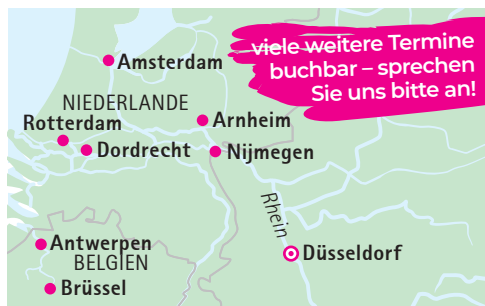 viele weitere Termine
buchbar – sprechen
Sie uns bitte an!
Amsterdam
NIEDERLANDE
Arnheim
Rotterdam
Dordrecht
Nijmegen
Rhein
Antwerpen
BELGIEN
Düsseldorf
Brüssel